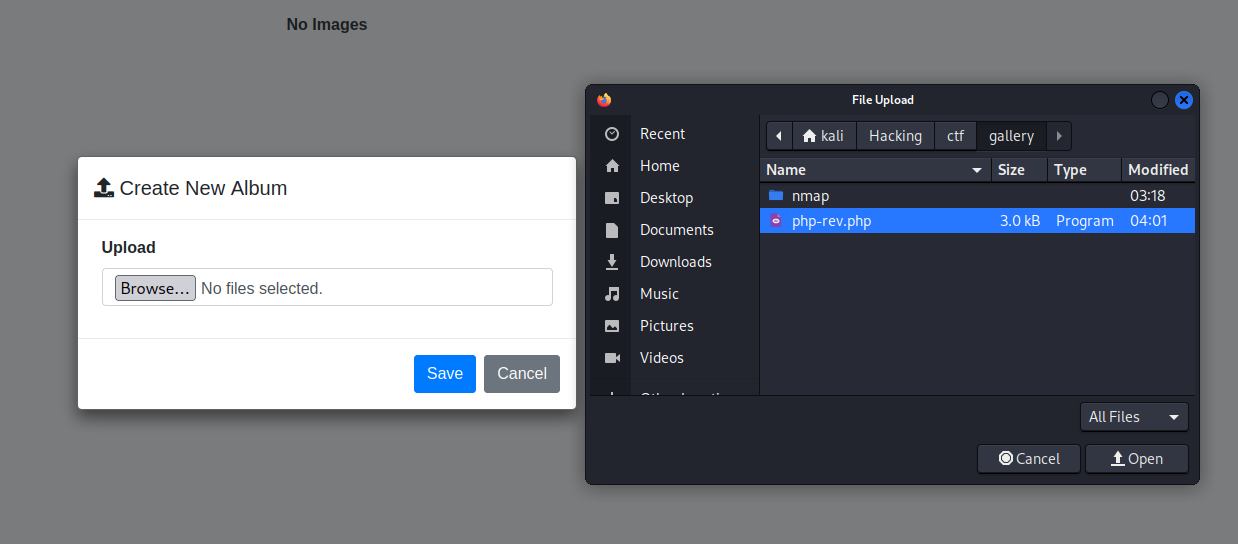 No Images
Create New Album
Upload
Browse... No files selected.
Save Cancel
File Upload
kali Hacking ctf gallery
Recent
Home
Desktop
Documents
Downloads
Music
Pictures
Videos
Name Size Type Modified
nmap 03:18
php-rev.php 3.0 kB Program 04:01
All Files
Cancel Open